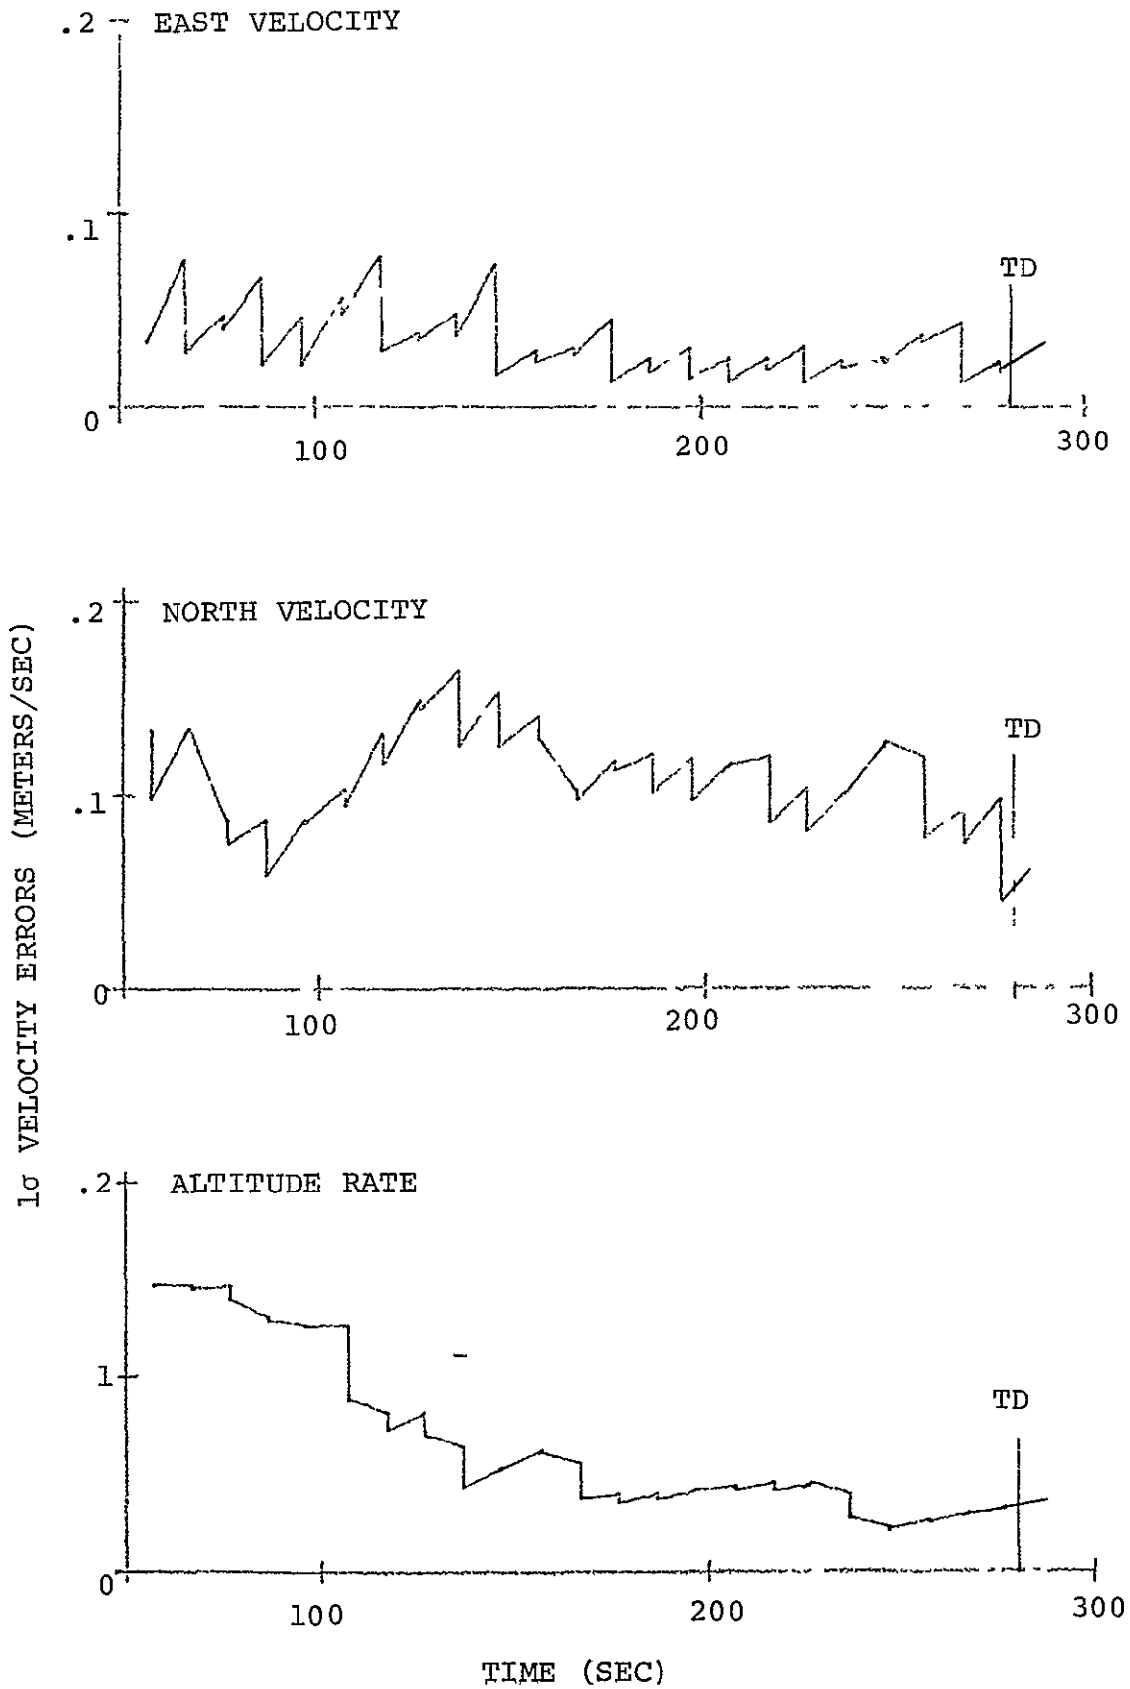 .2 EAST VELOCITY
.1
TD
0
100 200 300
1σ VELOCITY ERRORS (METERS/SEC)
.2 NORTH VELOCITY
TD
.1
0
100 200 300
.2 ALTITUDE RATE
1
TD
0
100 200 300
TIME (SEC)